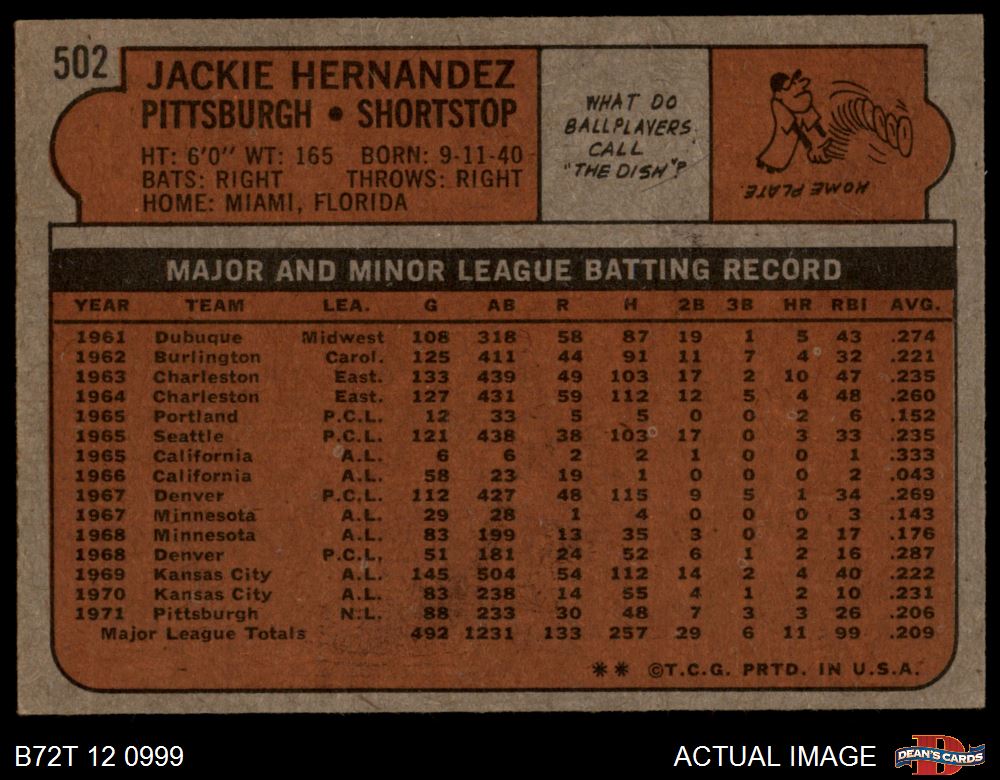 502
JACKIE HERNANDEZ
PITTSBURGH • SHORTSTOP
HT: 6'0" WT: 165 BORN: 9-11-40
BATS: RIGHT THROWS: RIGHT
HOME: MIAMI, FLORIDA
WHAT DO
BALLPLAYERS
CALL
"THE DISH"?
HOME PLATE.
MAJOR AND MINOR LEAGUE BATTING RECORD
YEAR TEAM LEA. G AB R H 2B 3B HR RBI AVG.
1961 Dubuque Midwest 108 318 58 87 19 1 5 43 .274
1962 Burlington Carol. 125 411 44 91 11 7 4 32 .221
1963 Charleston East. 133 439 49 103 17 2 10 47 .235
1964 Charleston East. 127 431 59 112 12 5 4 48 .260
1965 Portland P.C.L. 12 33 5 5 0 0 2 6 .152
1965 Seattle P.C.L. 121 438 38 103 17 0 3 33 .235
1965 California A.L. 6 6 2 2 1 0 0 1 .333
1966 California A.L. 58 23 19 1 0 0 0 2 .043
1967 Denver P.C.L. 112 427 48 115 9 5 1 34 .269
1967 Minnesota A.L. 29 28 1 4 0 0 0 3 .143
1968 Minnesota A.L. 83 199 13 35 3 0 2 17 .176
1968 Denver P.C.L. 51 181 24 52 6 1 2 16 .287
1969 Kansas City A.L. 145 504 54 112 14 2 4 40 .222
1970 Kansas City A.L. 83 238 14 55 4 1 2 10 .231
1971 Pittsburgh N.L. 88 233 30 48 7 3 3 26 .206
Major League Totals 492 1231 133 257 29 6 11 99 .209
** ©T.C.G. PRTD. IN U.S.A.
B72T 12 0999
ACTUAL IMAGE
D
DEAN'S CARDS